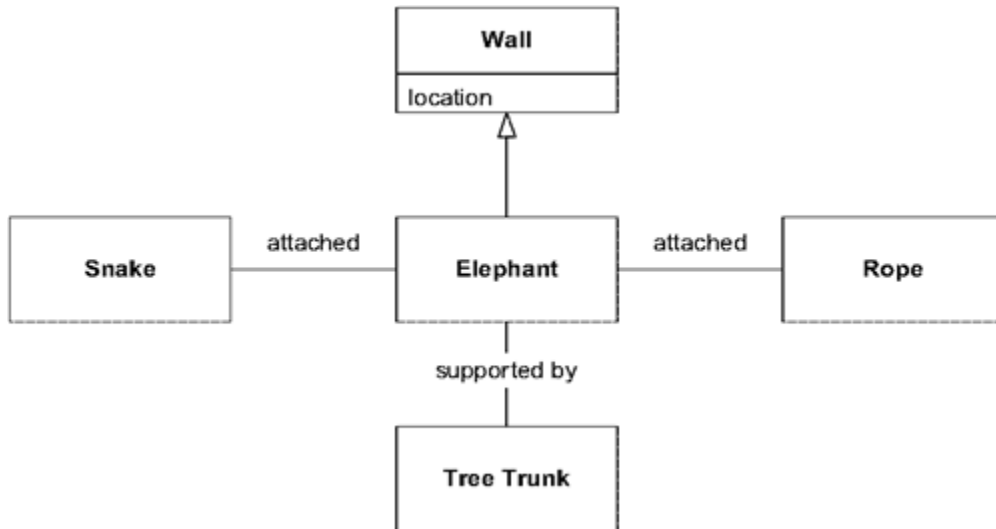 Wall
location
attached
attached
Snake
Elephant
Rope
supported by
Tree Trunk